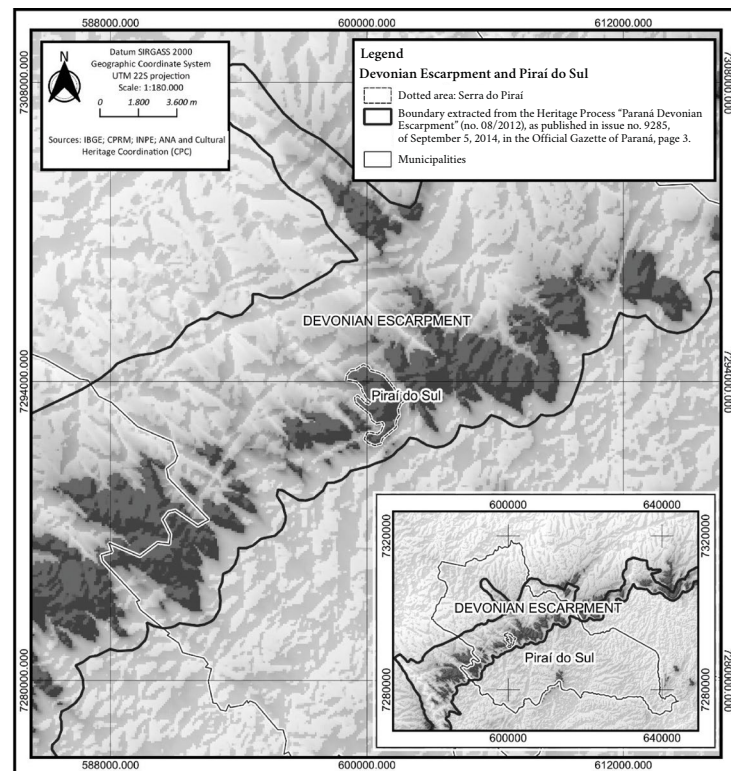 588000.000
600000.000
612000.000
N
Datum SIRGASS 2000
Geographic Coordinate System
UTM 22S projection
Scale: 1:180.000
0 1.800 3.600 m
Sources: IBGE; CPRM; INPE; ANA and Cultural
Heritage Coordination (CPC)
Legend
Devonian Escarpment and Piraí do Sul
Dotted area: Serra do Piraí
Boundary extracted from the Heritage Process “Paraná Devonian
Escarpment” (no. 08/2012), as published in issue no. 9285,
of September 5, 2014, in the Official Gazette of Paraná, page 3.
Municipalities
7308000.000
7308000.000
DEVONIAN ESCARPMENT
7294000.000
7294000.000
Piraí do Sul
7280000.000
7280000.000
600000
640000
7320000
7320000
DEVONIAN ESCARPMENT
Piraí do Sul
7280000
7280000
600000
640000
588000.000
600000.000
612000.000